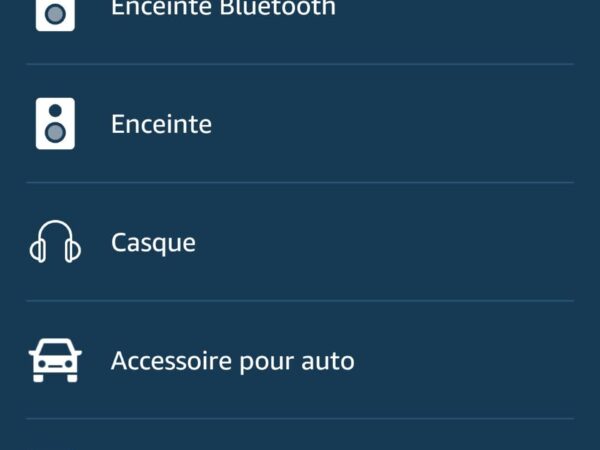 Enceinte Bluetooth
Enceinte
Casque
Accessoire pour auto